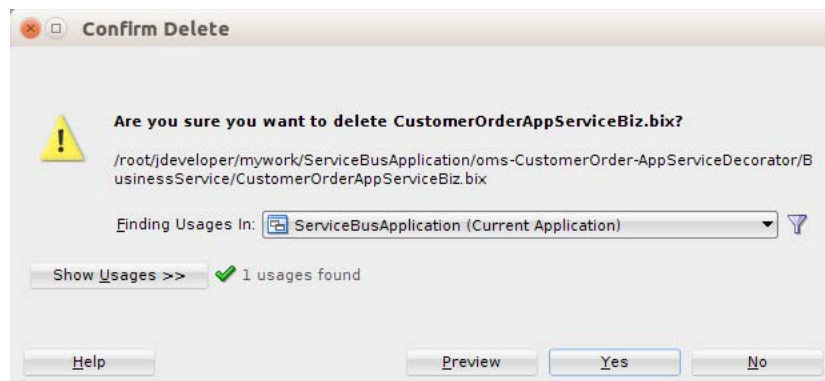 Confirm Delete
Are you sure you want to delete CustomerOrderAppServiceBiz.bix?
/root/jdeveloper/mywork/ServiceBusApplication/oms-CustomerOrder-AppServiceDecorator/B
usinessService/CustomerOrderAppServiceBiz.bix
Finding Usages In: ServiceBusApplication (Current Application)
Show Usages >> 1 usages found
Help Preview Yes No